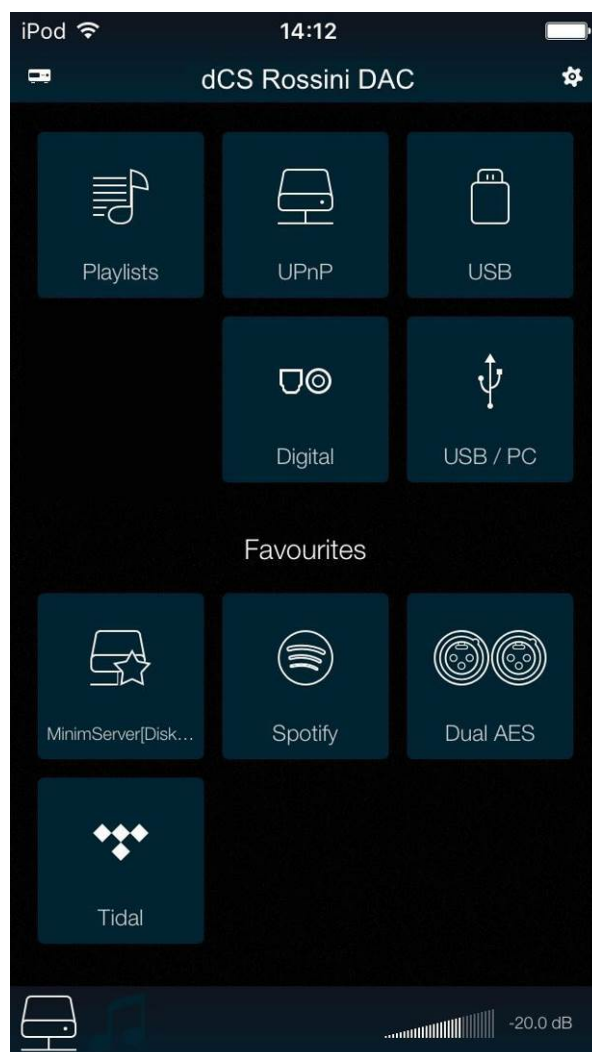 iPod 14:12
dCS Rossini DAC
Playlists UPnP USB
Digital USB / PC
Favourites
MinimServer[Disk... Spotify Dual AES
Tidal
-20.0 dB